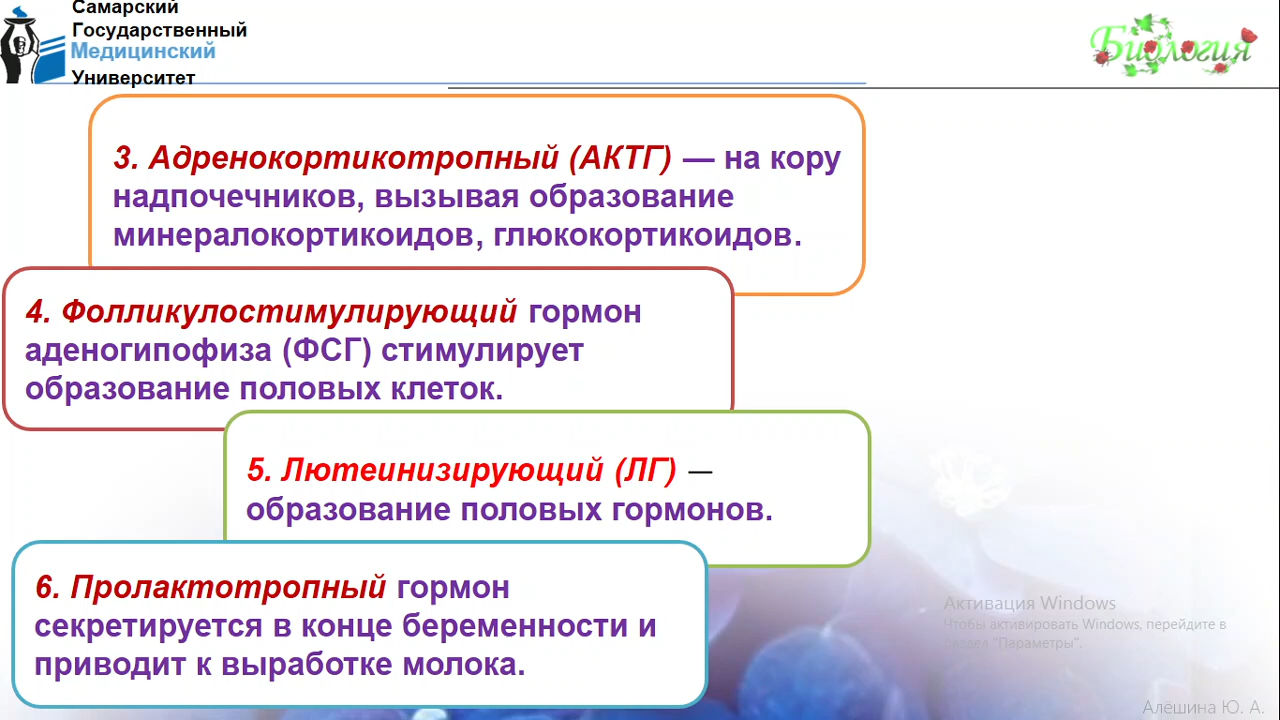 Самарский
Государственный
Медицинский
Университет
Биология
3. Адренокортикотропный (АКТГ) — на кору
надпочечников, вызывая образование
минералокортикоидов, глюкокортикоидов.
4. Фолликулостимулирующий гормон
аденогипофиза (ФСГ) стимулирует
образование половых клеток.
5. Лютеинизирующий (ЛГ) —
образование половых гормонов.
6. Пролактотропный гормон
секретируется в конце беременности и
приводит к выработке молока.
Активация Windows
Чтобы активировать Windows, перейдите в
раздел "Параметры".
Алёшина Ю. А.